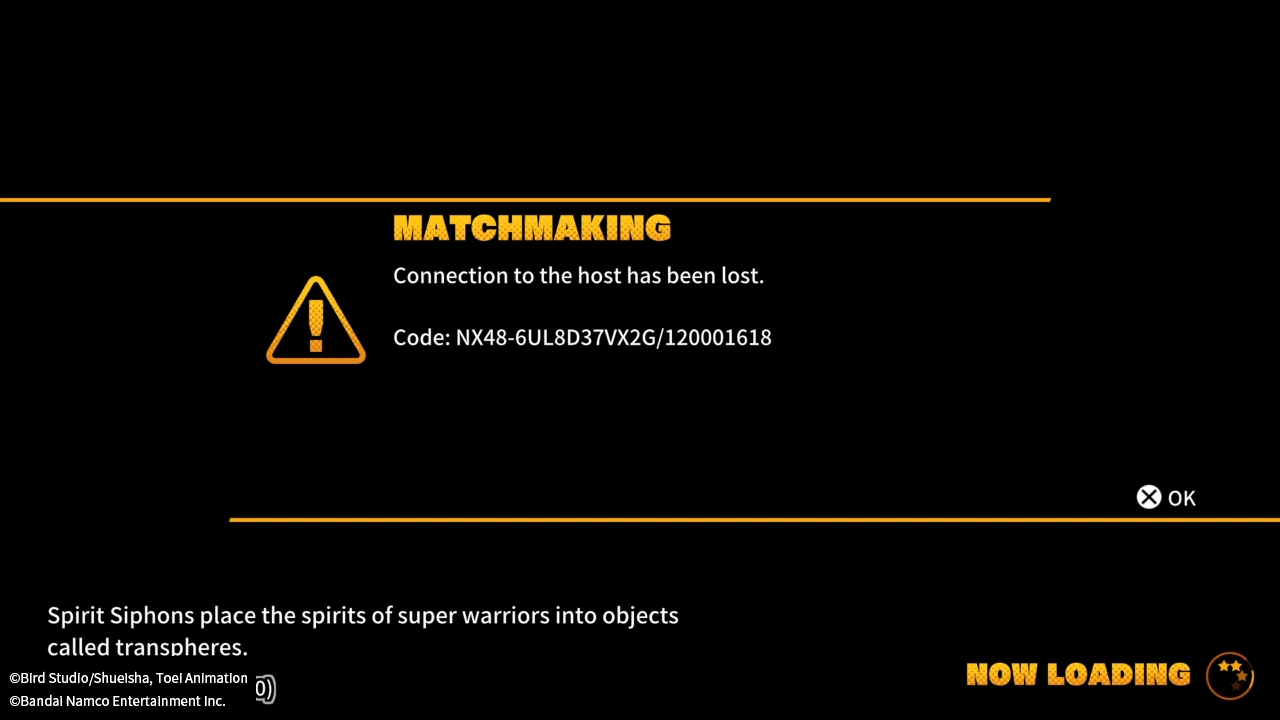 MATCHMAKING
Connection to the host has been lost.
Code: NX48-6UL8D37VX2G/120001618
OK
Spirit Siphons place the spirits of super warriors into objects
called transpheres.
NOW LOADING
©Bird Studio/Shueisha, Toei Animation
©Bandai Namco Entertainment Inc.